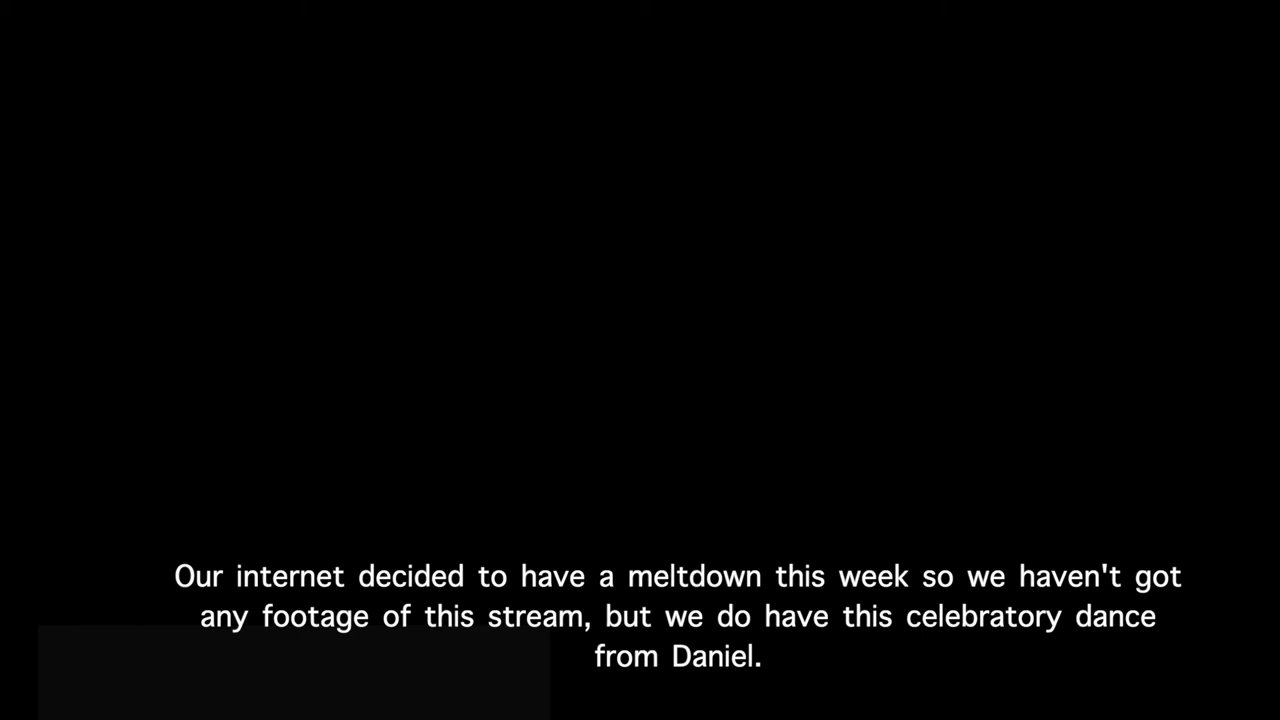 Our internet decided to have a meltdown this week so we haven't got
any footage of this stream, but we do have this celebratory dance
from Daniel.